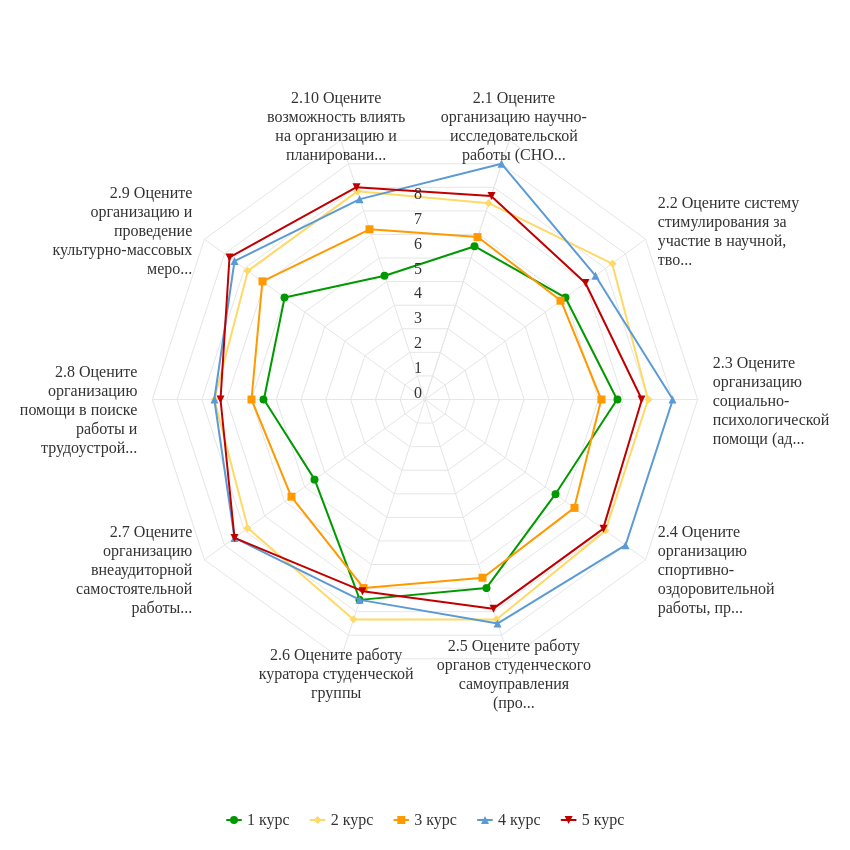 2.10 Оцените
возможность влиять
на организацию и
планировани...
2.1 Оцените
организацию научно-
исследовательской
работы (СНО...
2.9 Оцените
организацию и
проведение
культурно-массовых
меро...
2.2 Оцените систему
стимулирования за
участие в научной,
тво...
8
7
6
5
4
3
2
1
0
2.8 Оцените
организацию
помощи в поиске
работы и
трудоустрой...
2.3 Оцените
организацию
социально-
психологической
помощи (ад...
2.7 Оцените
организацию
внеаудиторной
самостоятельной
работы...
2.4 Оцените
организацию
спортивно-
оздоровительной
работы, пр...
2.6 Оцените работу
куратора студенческой
группы
2.5 Оцените работу
органов студенческого
самоуправления
(про...
1 курс 2 курс 3 курс 4 курс 5 курс